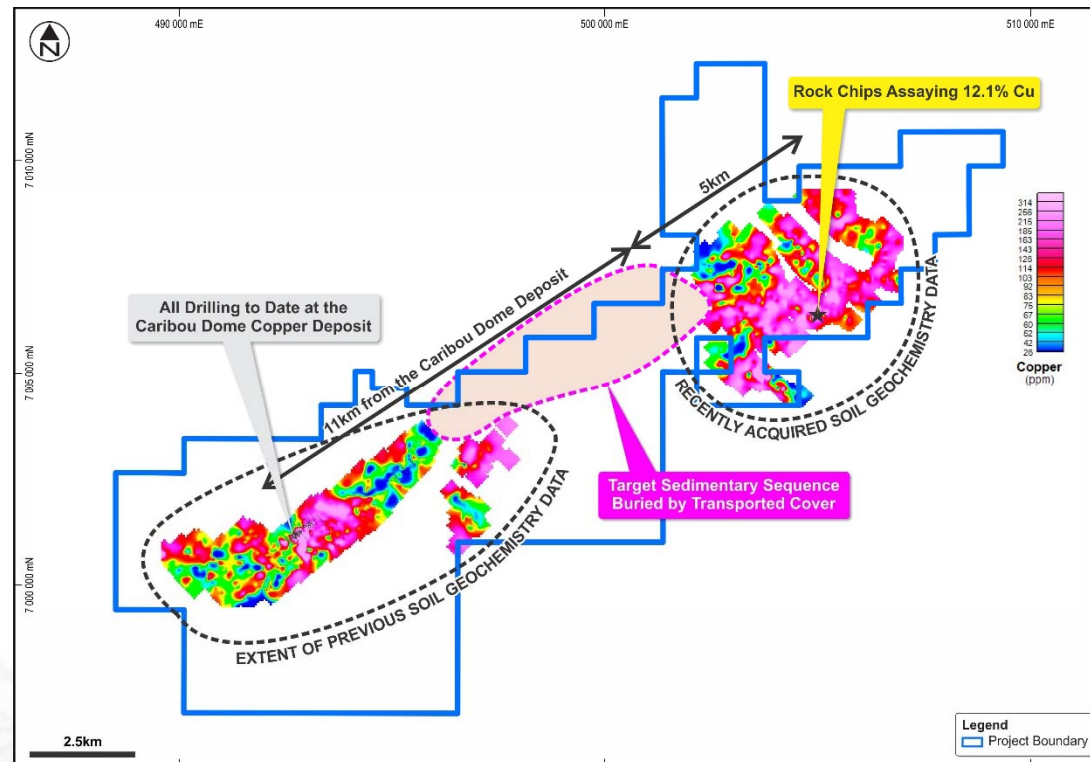 490 000 mE
500 000 mE
510 000 mE
N
7 010 000 mN
7 005 000 mN
7 000 000 mN
Rock Chips Assaying 12.1% Cu
5km
11km from the Caribou Dome Deposit
All Drilling to Date at the
Caribou Dome Copper Deposit
RECENTLY ACQUIRED SOIL GEOCHEMISTRY DATA
Target Sedimentary Sequence
Buried by Transported Cover
EXTENT OF PREVIOUS SOIL GEOCHEMISTRY DATA
314
258
215
185
163
143
126
114
103
92
83
75
67
60
52
42
26
Copper
(ppm)
2.5km
Legend
Project Boundary